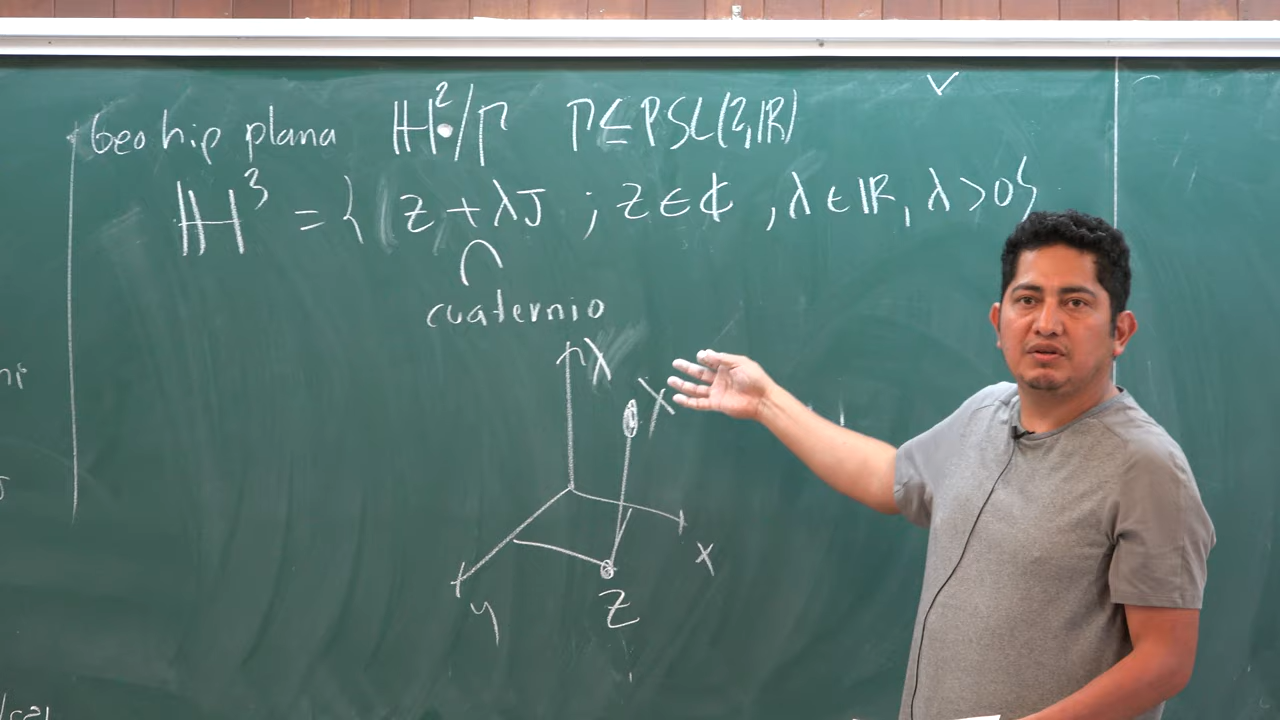 Geo hip plana ℍ²/Γ Γ ≤ PSL(2,ℝ)
ℍ³ = { z + λJ ; z ∈ ℂ , λ ∈ ℝ, λ > 0 }
cuaternio
λ
x
y
z